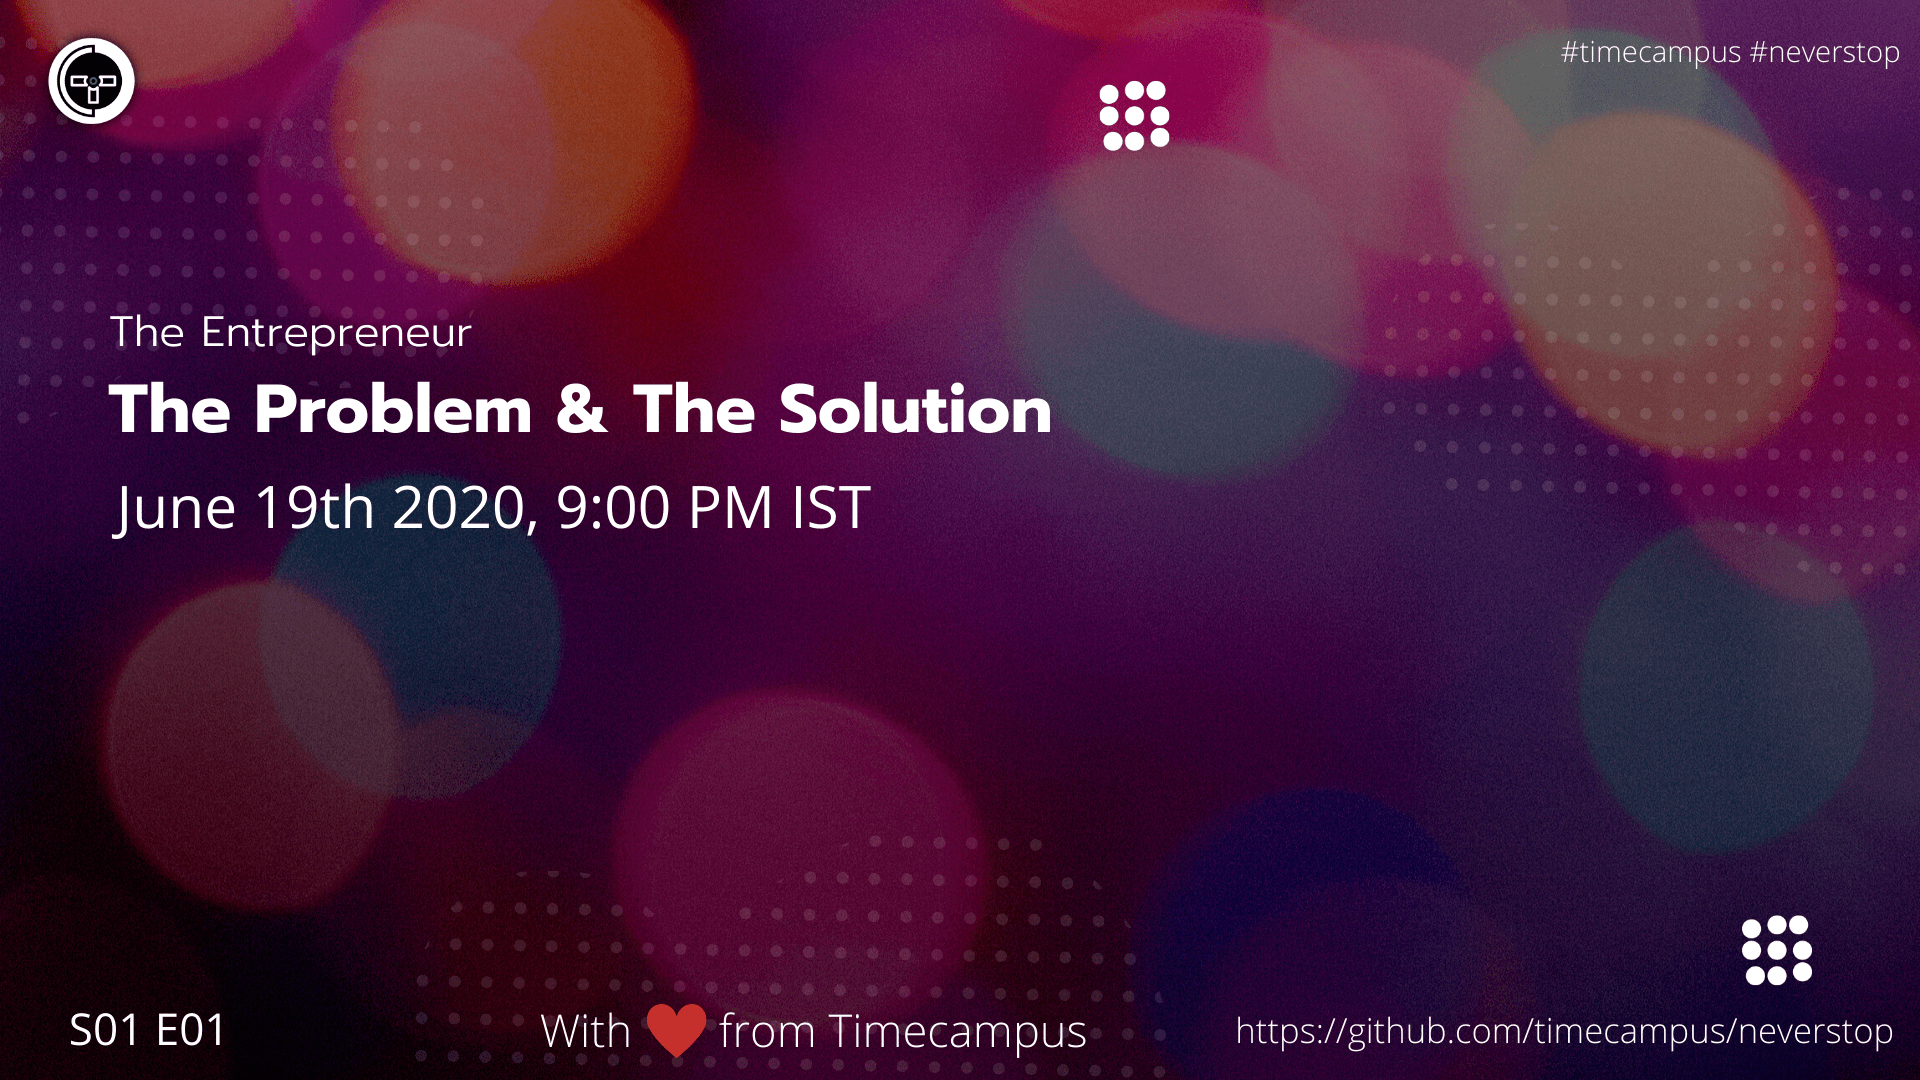 #timecampus #neverstop
The Entrepreneur
The Problem & The Solution
June 19th 2020, 9:00 PM IST
S01 E01
With ❤ from Timecampus
https://github.com/timecampus/neverstop